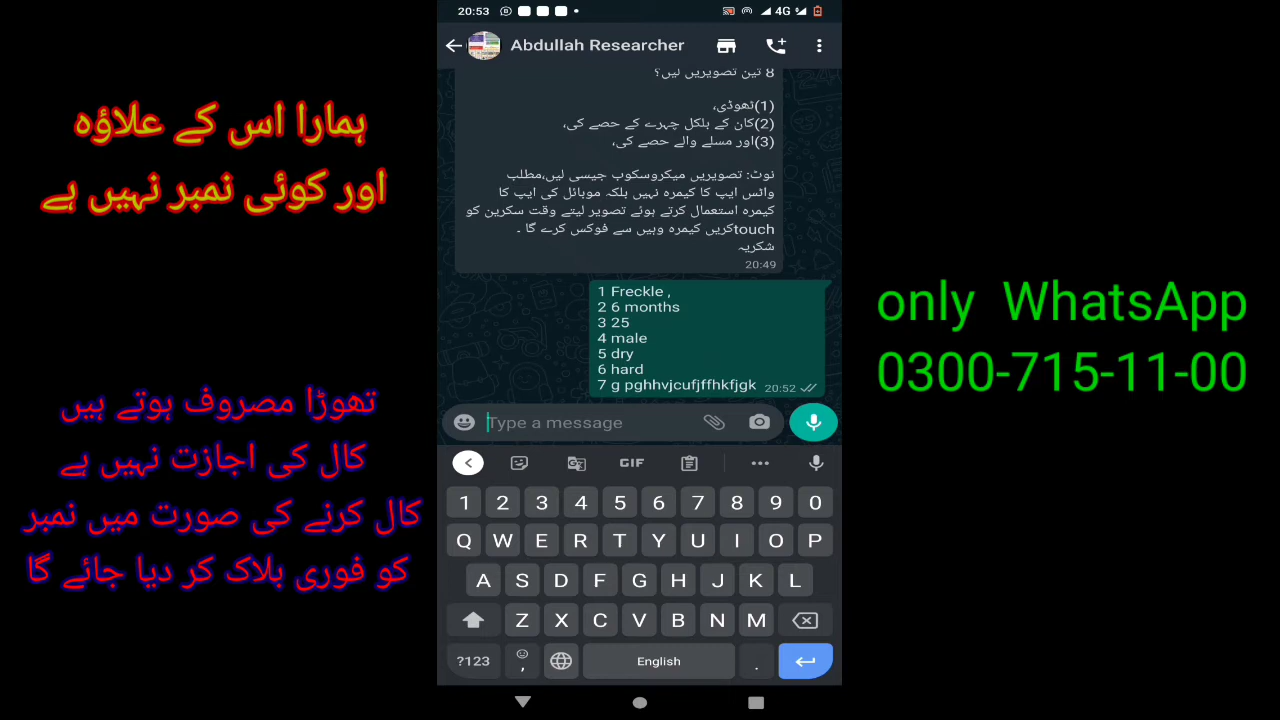 ہمارا اس کے علاؤہ
اور کوئی نمبر نہیں ہے
تھوڑا مصروف ہوتے ہیں
کال کی اجازت نہیں ہے
کال کرنے کی صورت میں نمبر
کو فوری بلاک کر دیا جائے گا
20:53
4G
Abdullah Researcher
8 تین تصویریں لیں؟
(1)ٹھوڈی،
(2)کان کے بلکل چہرے کے حصے کی،
(3)اور مسلے والے حصے کی،
نوٹ: تصویریں میکروسکوپ جیسی لیں،مطلب
واٹس ایپ کا کیمرہ نہیں بلکہ موبائل کی ایپ کا
کیمرہ استعمال کرتے ہوئے تصویر لیتے وقت سکرین کو
touchکریں کیمرہ وہیں سے فوکس کرے گا ۔
شکریہ
20:49
1 Freckle ,
2 6 months
3 25
4 male
5 dry
6 hard
7 g pghhvjcufjffhkfjgk 20:52
Type a message
GIF
1 2 3 4 5 6 7 8 9 0
Q W E R T Y U I O P
A S D F G H J K L
Z X C V B N M
?123 , English .
only WhatsApp
0300-715-11-00